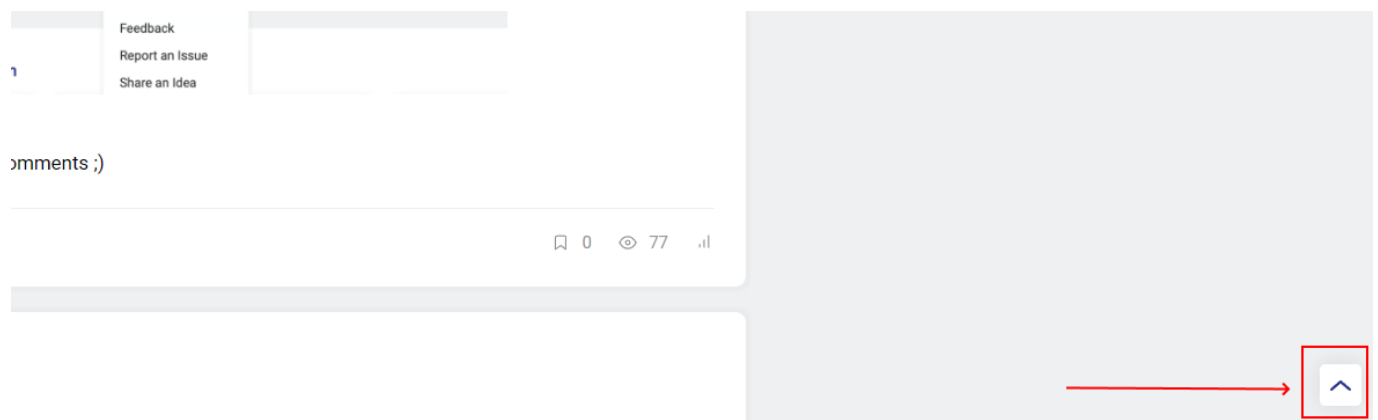 Feedback
Report an Issue
Share an Idea
omments ;)
0 77